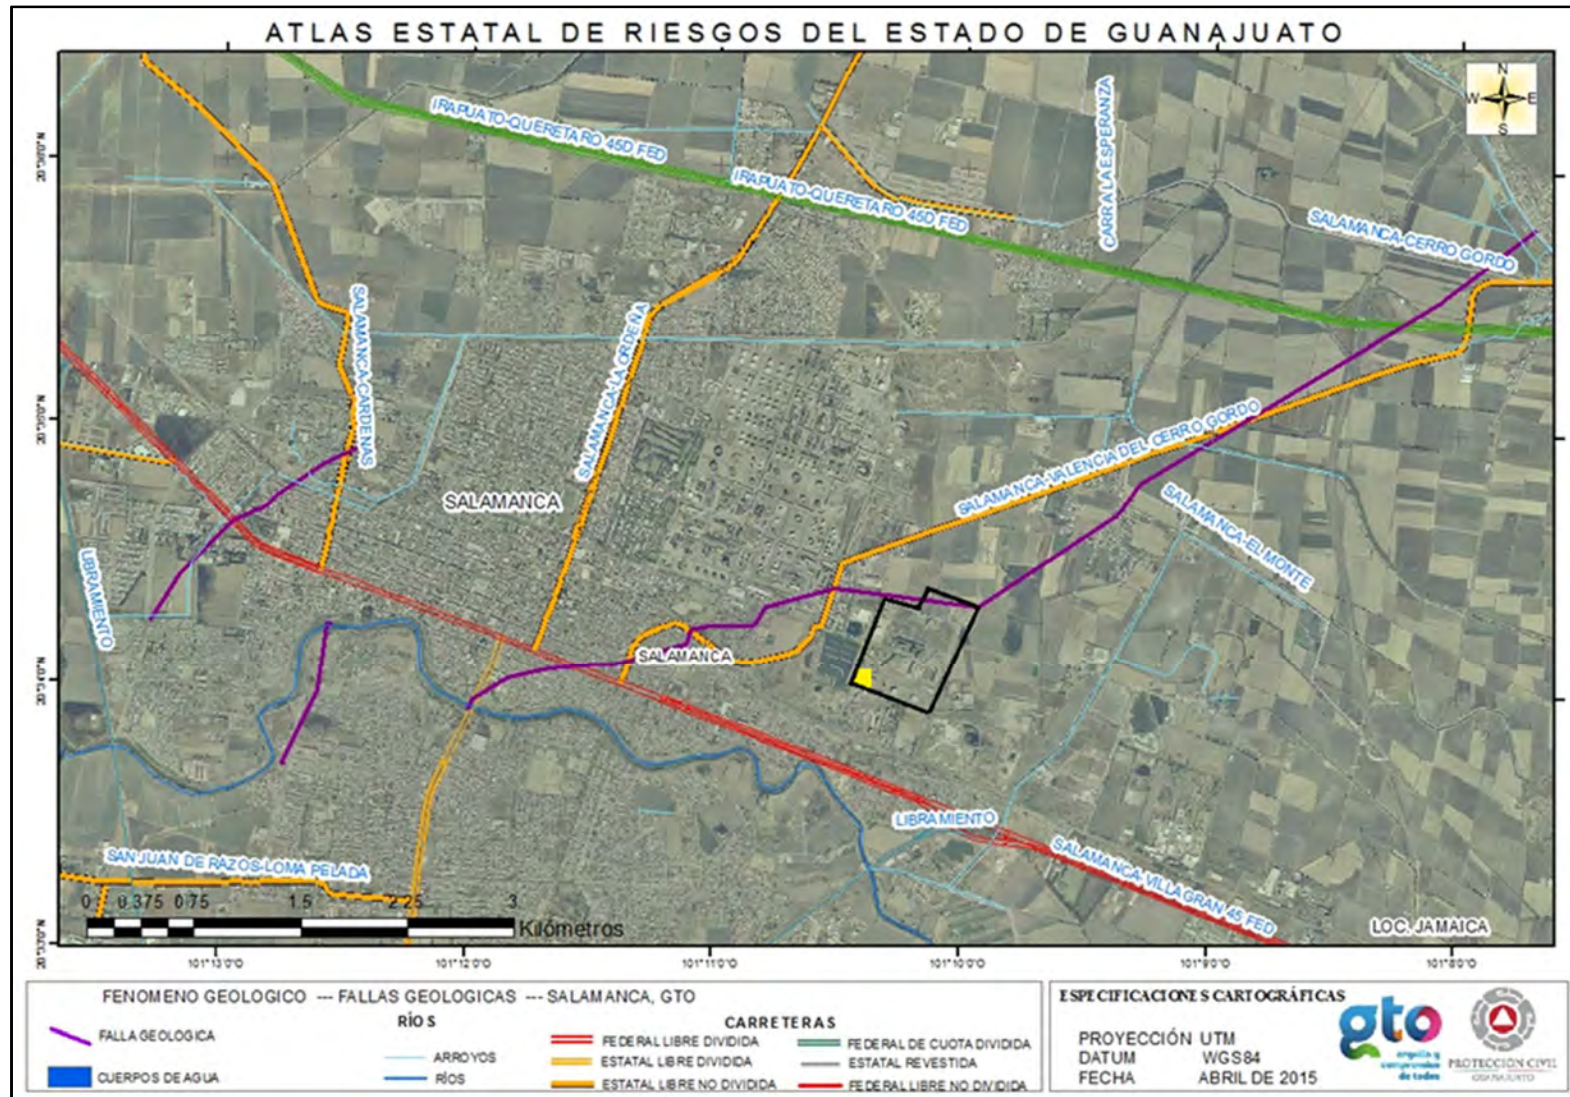 ATLAS ESTATAL DE RIESGOS DEL ESTADO DE GUANAJUATO
N
W E
S
IRAPUATO-QUERETARO 45D FED
IRAPUATO-QUERETARO 45D FED
CARR A LA ESPERANZA
SALAMANCA-CERRO GORDO
SALAMANCA-CARDENAS
SALAMANCA-LA ORDEÑA
SALAMANCA-VALENCIA DEL CERRO GORDO
SALAMANCA
SALAMANCA-EL MONTE
LIBRAMIENTO
SALAMANCA
LIBRAMIENTO
SALAMANCA-VILLAGRAN 45 FED
SAN JUAN DE RAZOS-LOMA PELADA
LOC. JAMAICA
0 0.375 0.75 1.5 2.25 3
Kilómetros
101°13'0"O 101°12'0"O 101°11'0"O 101°10'0"O 101°9'0"O 101°8'0"O
FENOMENO GEOLOGICO --- FALLAS GEOLOGICAS --- SALAMANCA, GTO
FALLA GEOLOGICA
CUERPOS DE AGUA
RÍOS
ARROYOS
RÍOS
CARRETERAS
FEDERAL LIBRE DIVIDIDA
ESTATAL LIBRE DIVIDIDA
ESTATAL LIBRE NO DIVIDIDA
FEDERAL DE CUOTA DIVIDIDA
ESTATAL REVESTIDA
FEDERAL LIBRE NO DIVIDIDA
ESPECIFICACIONES CARTOGRÁFICAS
PROYECCIÓN UTM
DATUM WGS84
FECHA ABRIL DE 2015
gto
orgullo y
compromiso
de todos
PROTECCIÓN CIVIL
GUANAJUATO